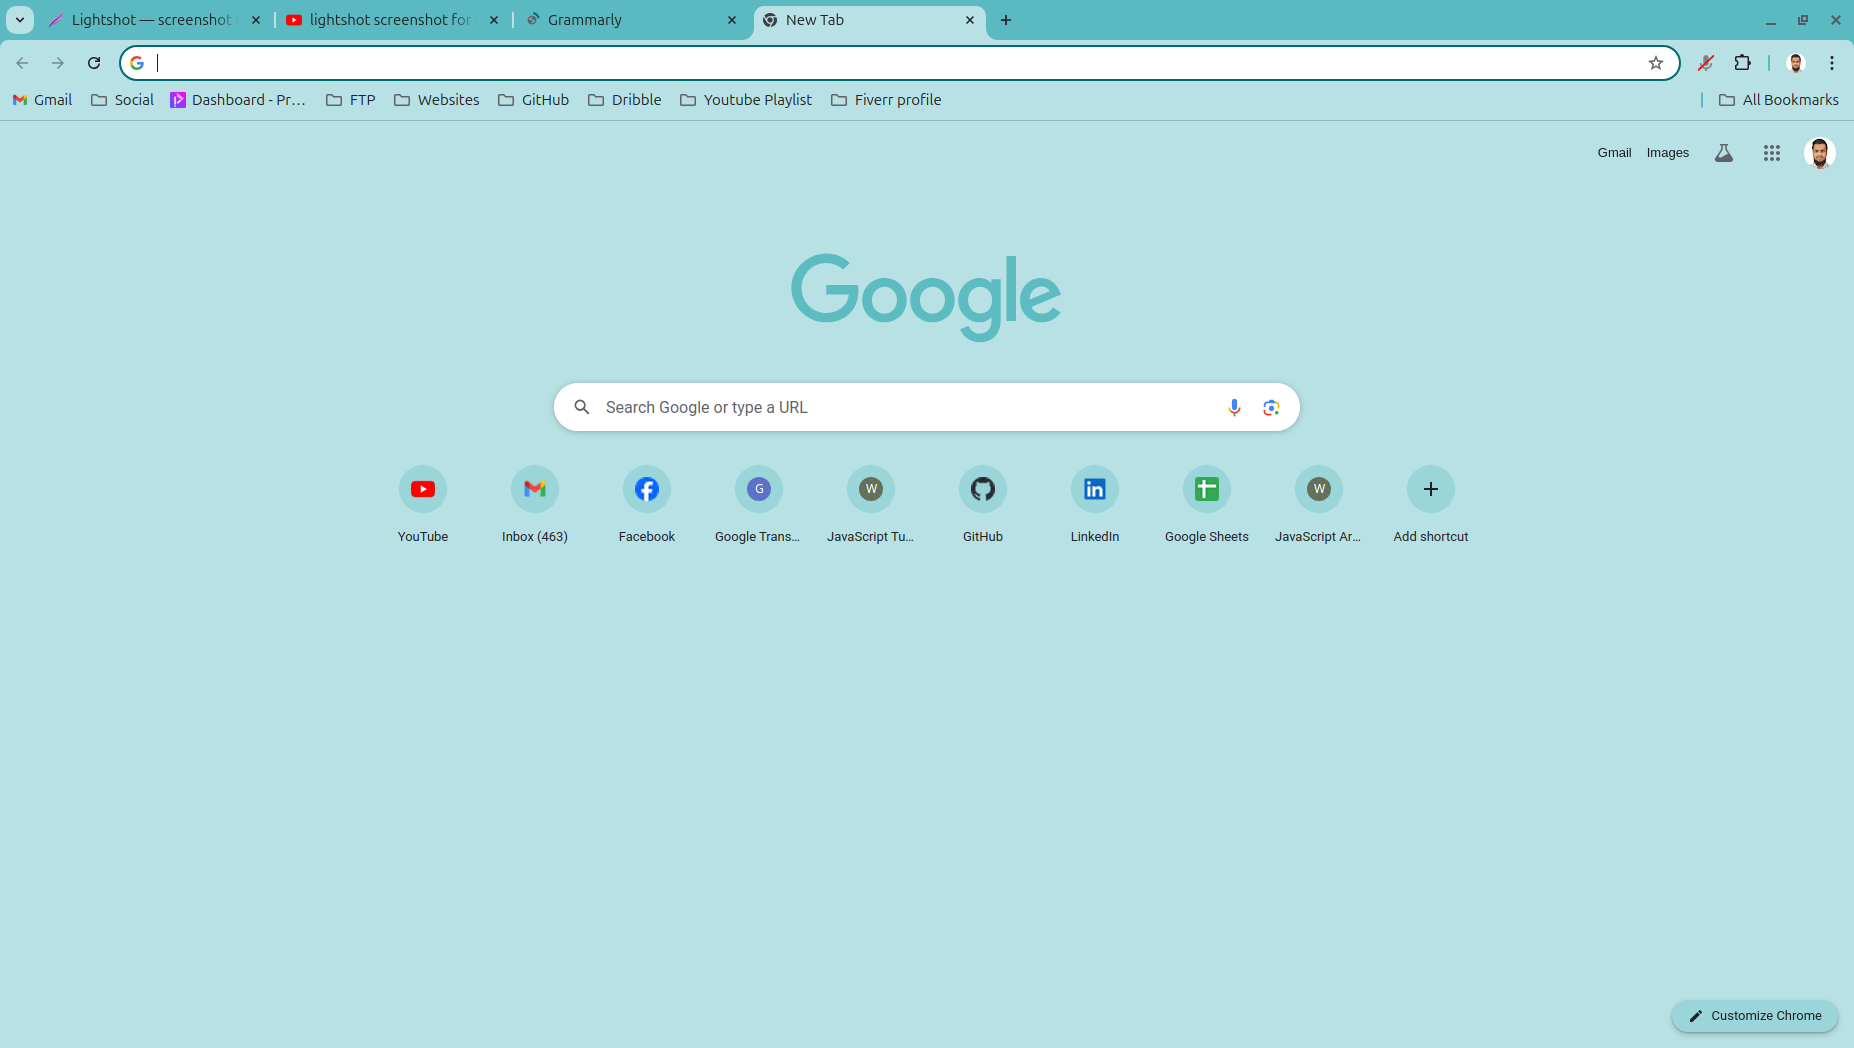 Lightshot — screenshot
lightshot screenshot for
Grammarly
New Tab
Gmail
Social
Dashboard - Pr...
FTP
Websites
GitHub
Dribble
Youtube Playlist
Fiverr profile
All Bookmarks
Gmail
Images
Google
Search Google or type a URL
G
W
in
W
YouTube
Inbox (463)
Facebook
Google Trans...
JavaScript Tu...
GitHub
LinkedIn
Google Sheets
JavaScript Ar...
Add shortcut
Customize Chrome